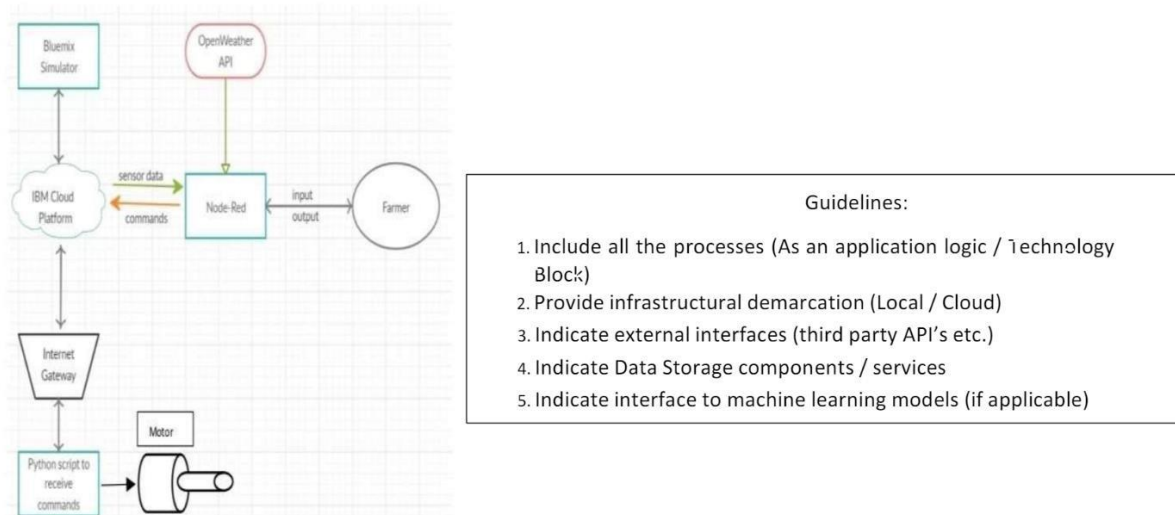 Bluemix
Simulator
OpenWeather
API
IBM Cloud
Platform
sensor data
commands
Node-Red
input
output
Farmer
Internet
Gateway
Motor
Python script to
receive
commands
Guidelines:
1. Include all the processes (As an application logic / Technology
Block)
2. Provide infrastructural demarcation (Local / Cloud)
3. Indicate external interfaces (third party API's etc.)
4. Indicate Data Storage components / services
5. Indicate interface to machine learning models (if applicable)